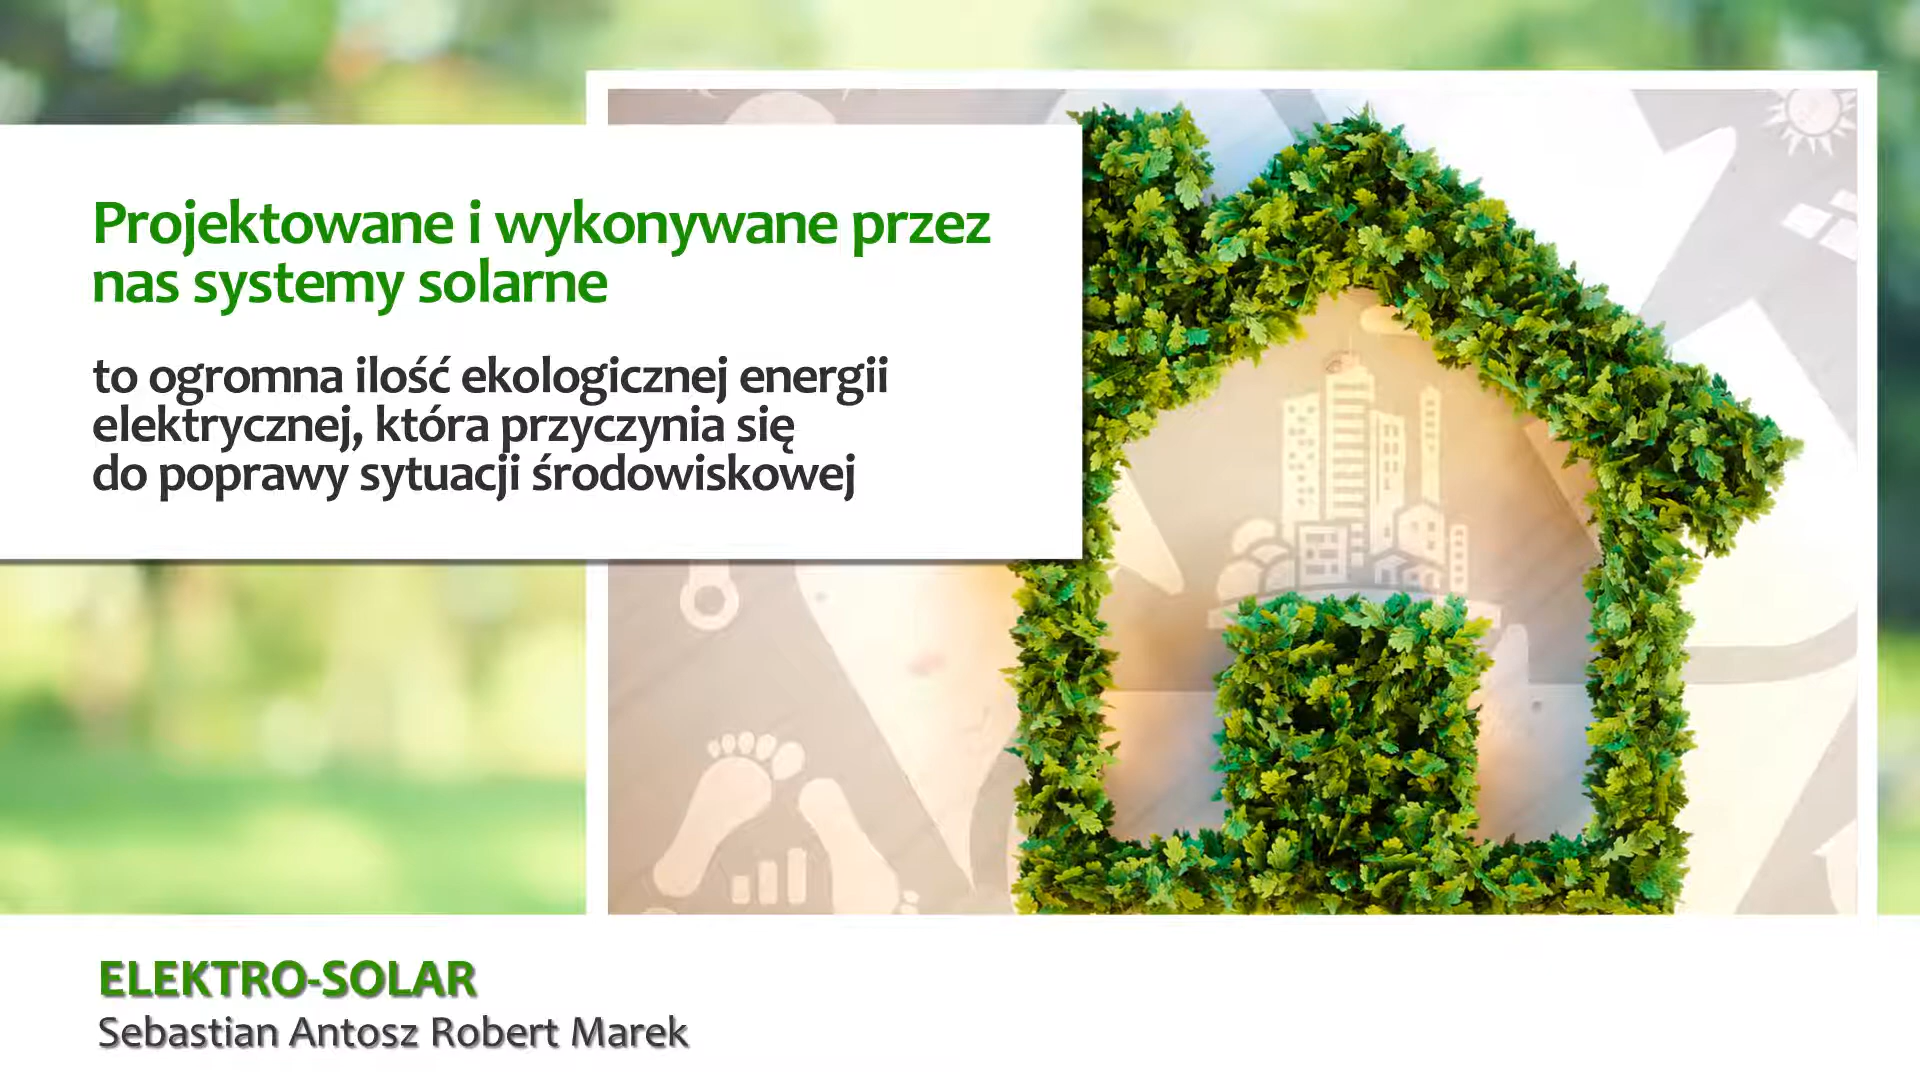 Projektowane i wykonywane przez
nas systemy solarne
to ogromna ilość ekologicznej energii
elektrycznej, która przyczynia się
do poprawy sytuacji środowiskowej
ELEKTRO-SOLAR
Sebastian Antosz Robert Marek